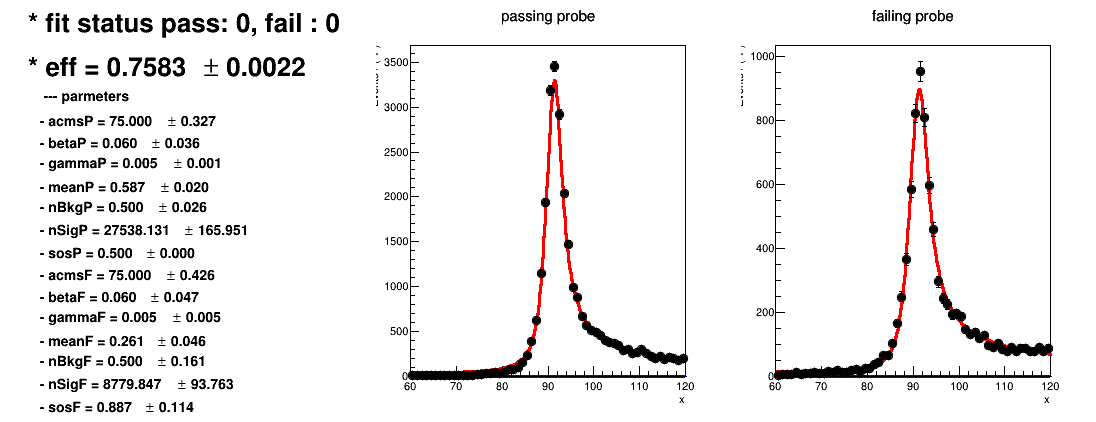 * fit status pass: 0, fail : 0
* eff = 0.7583 ± 0.0022
--- parmeters
- acmsP = 75.000 ± 0.327
- betaP = 0.060 ± 0.036
- gammaP = 0.005 ± 0.001
- meanP = 0.587 ± 0.020
- nBkgP = 0.500 ± 0.026
- nSigP = 27538.131 ± 165.951
- sosP = 0.500 ± 0.000
- acmsF = 75.000 ± 0.426
- betaF = 0.060 ± 0.047
- gammaF = 0.005 ± 0.005
- meanF = 0.261 ± 0.046
- nBkgF = 0.500 ± 0.161
- nSigF = 8779.847 ± 93.763
- sosF = 0.887 ± 0.114
passing probe
3500
3000
2500
2000
1500
1000
500
0
60 70 80 90 100 110 120
x
failing probe
1000
800
600
400
200
0
60 70 80 90 100 110 120
x